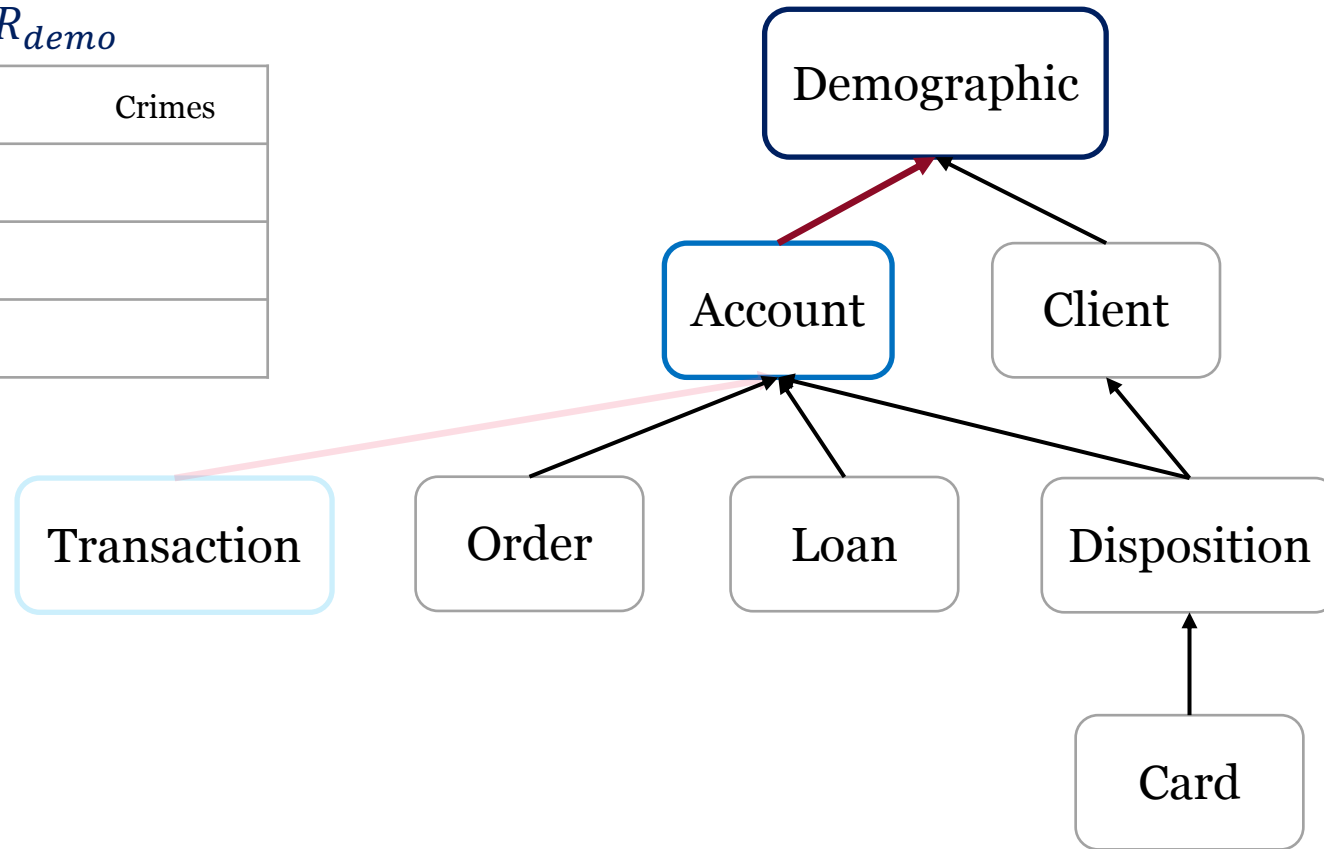 R_demo
Crimes
Demographic
Account Client
Transaction Order Loan Disposition
Card